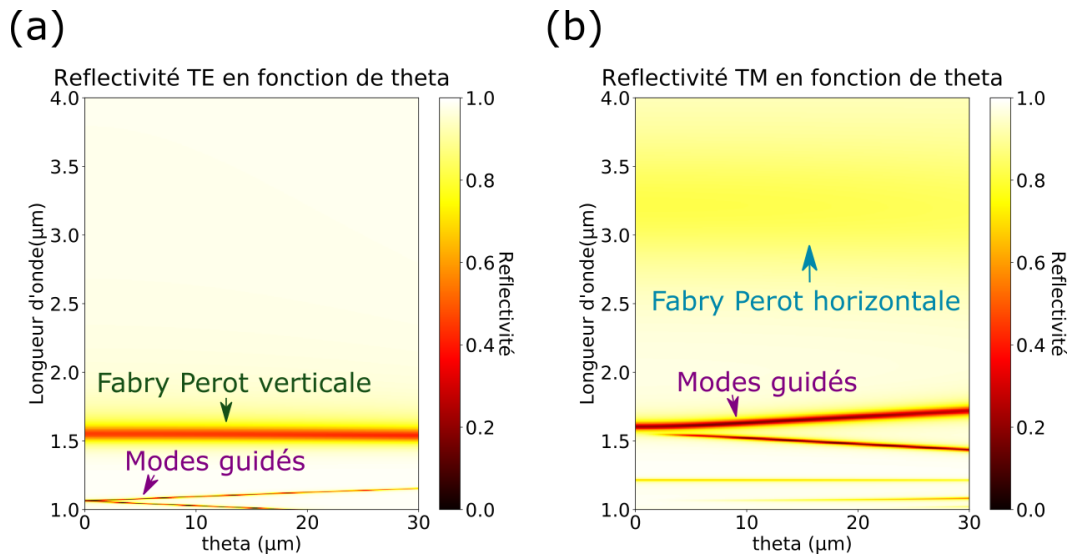 (a)
Reflectivité TE en fonction de theta
4.0
3.5
3.0
2.5
2.0
1.5
1.0
Longueur d'onde(µm)
Fabry Perot verticale
Modes guidés
0
10
20
30
theta (µm)
1.0
0.8
0.6
0.4
0.2
0.0
Reflectivité
(b)
Reflectivité TM en fonction de theta
4.0
3.5
3.0
2.5
2.0
1.5
1.0
Longueur d'onde(µm)
Fabry Perot horizontale
Modes guidés
0
10
20
30
theta (µm)
1.0
0.8
0.6
0.4
0.2
0.0
Reflectivité